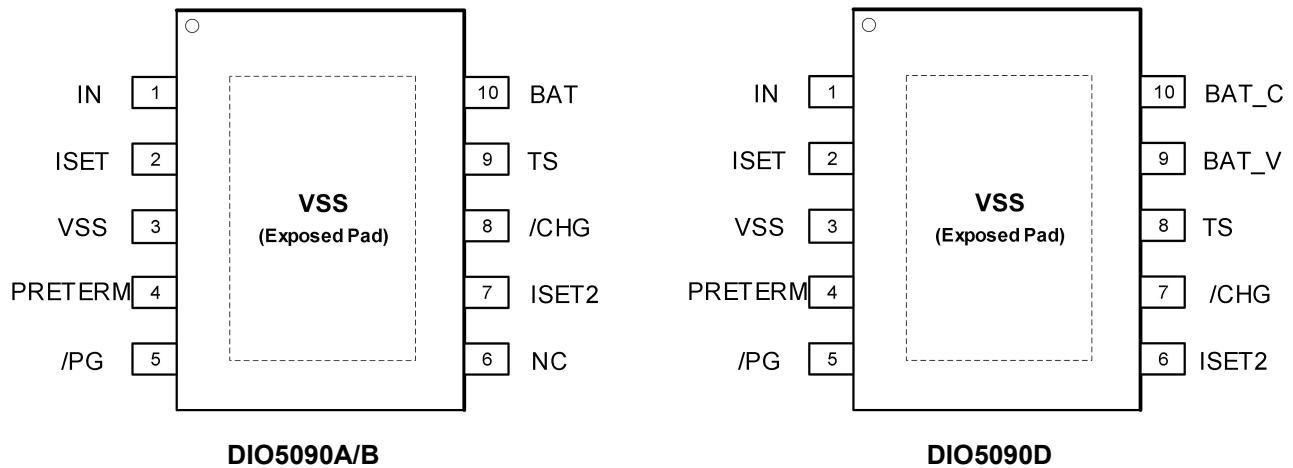 IN 1 10 BAT
ISET 2 9 TS
VSS 3 8 /CHG
PRETERM 4 7 ISET2
/PG 5 6 NC
VSS
(Exposed Pad)
DIO5090A/B
IN 1 10 BAT_C
ISET 2 9 BAT_V
VSS 3 8 TS
PRETERM 4 7 /CHG
/PG 5 6 ISET2
VSS
(Exposed Pad)
DIO5090D